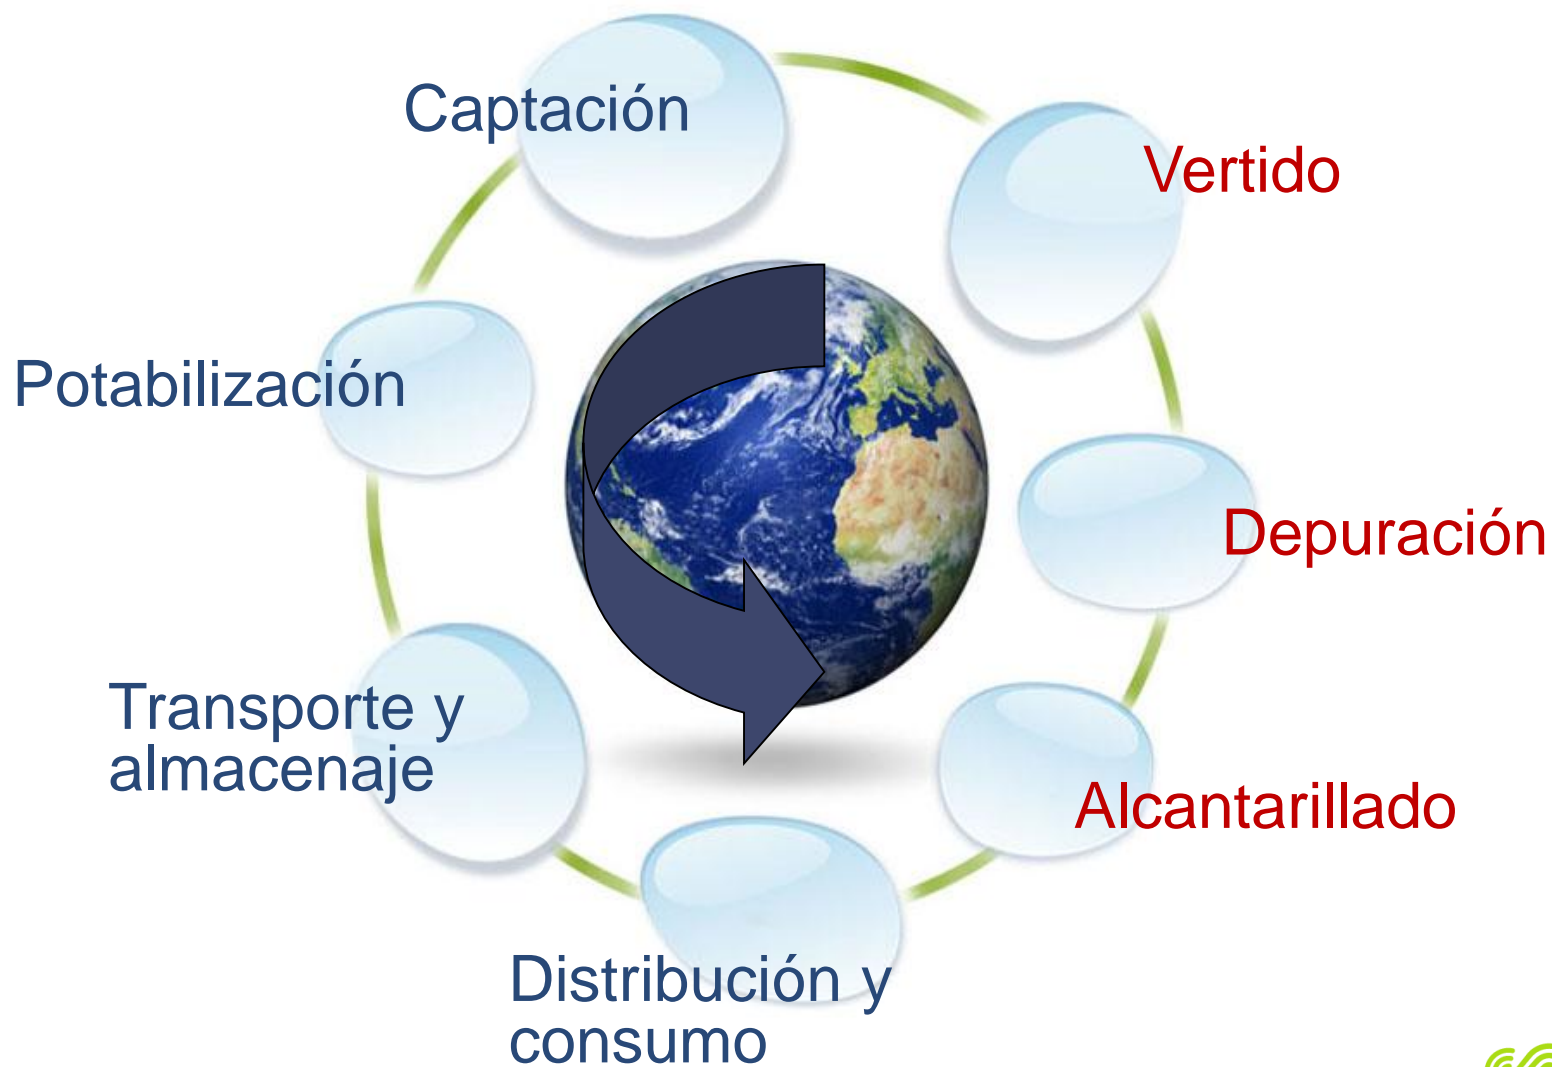 Captación
Vertido
Potabilización
Depuración
Transporte y
almacenaje
Alcantarillado
Distribución y
consumo